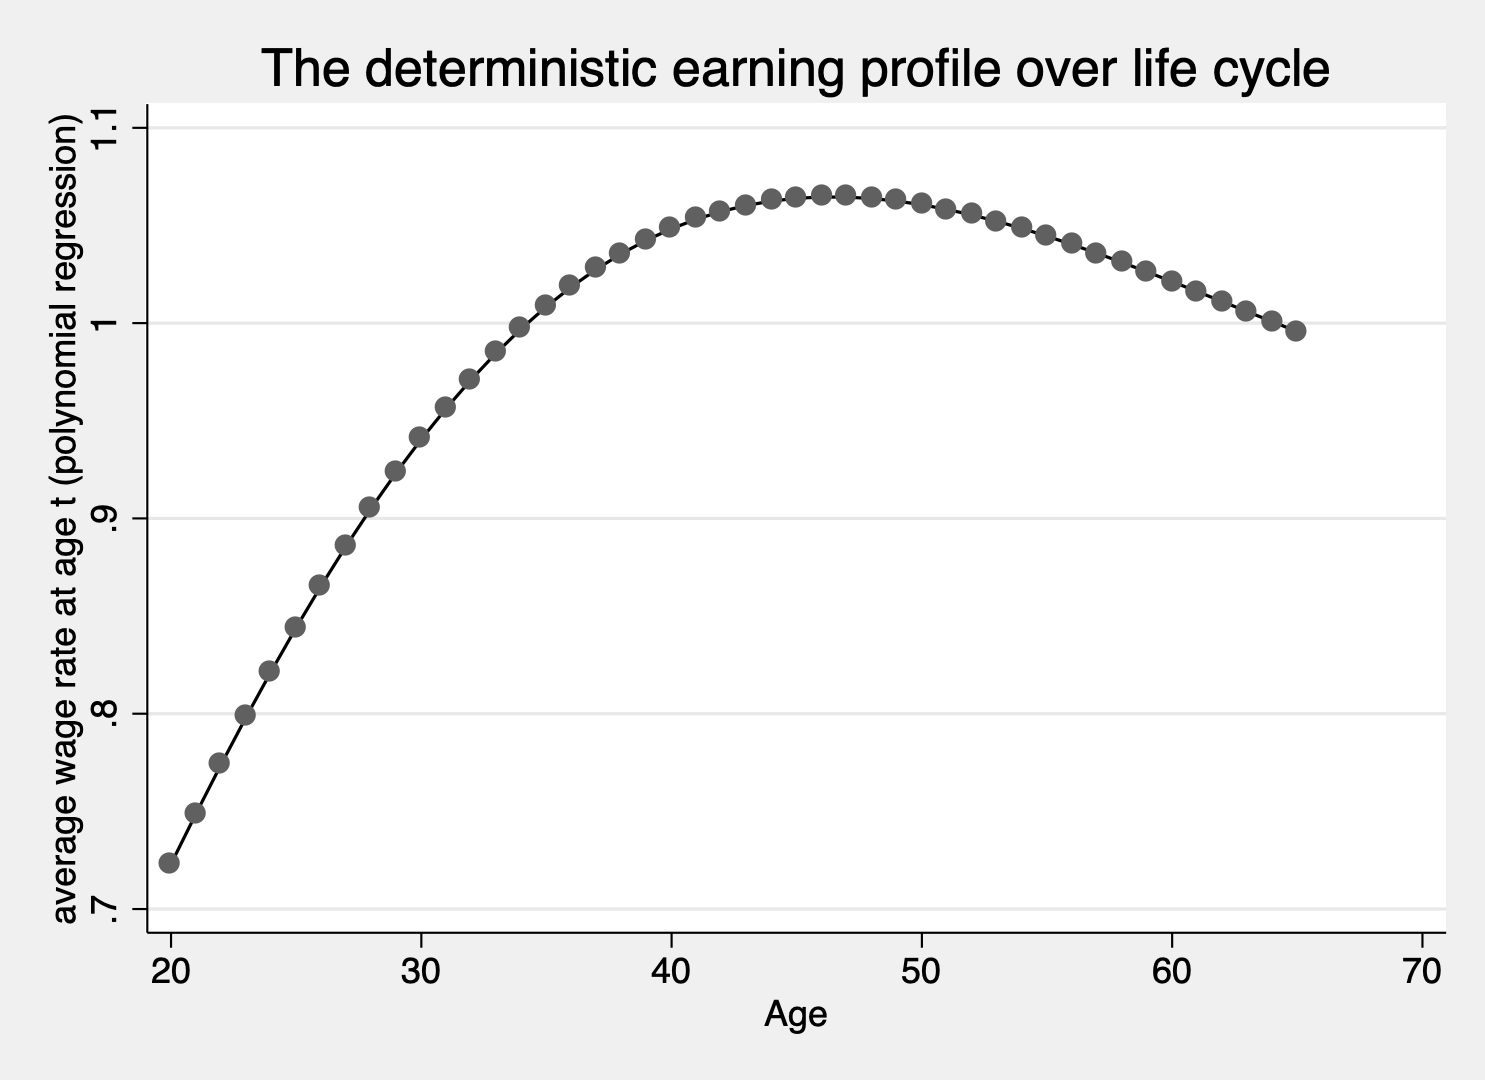 The deterministic earning profile over life cycle
average wage rate at age t (polynomial regression)
1.1
1
.9
.8
.7
20 30 40 50 60 70
Age